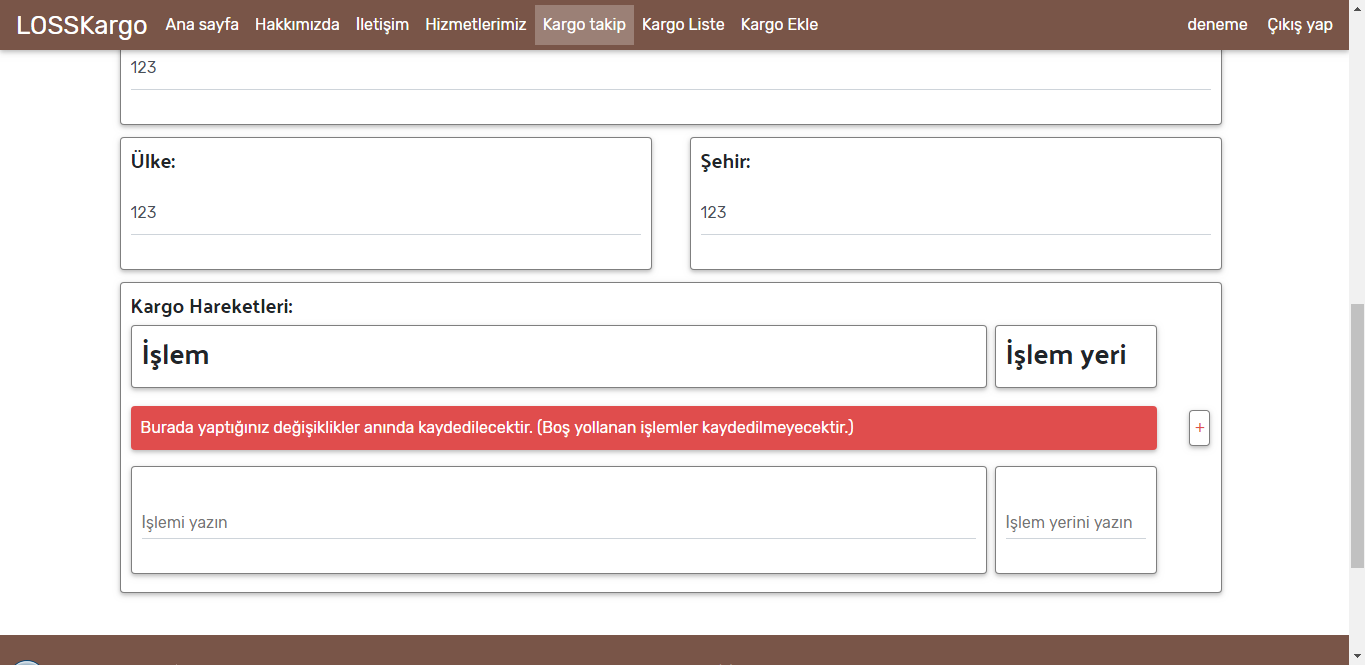 LOSSKargo Ana sayfa Hakkımızda İletişim Hizmetlerimiz Kargo takip Kargo Liste Kargo Ekle deneme Çıkış yap
123
Ülke: Şehir:
123 123
Kargo Hareketleri:
İşlem İşlem yeri
Burada yaptığınız değişiklikler anında kaydedilecektir. (Boş yollanan işlemler kaydedilmeyecektir.) +
İşlemi yazın İşlem yerini yazın